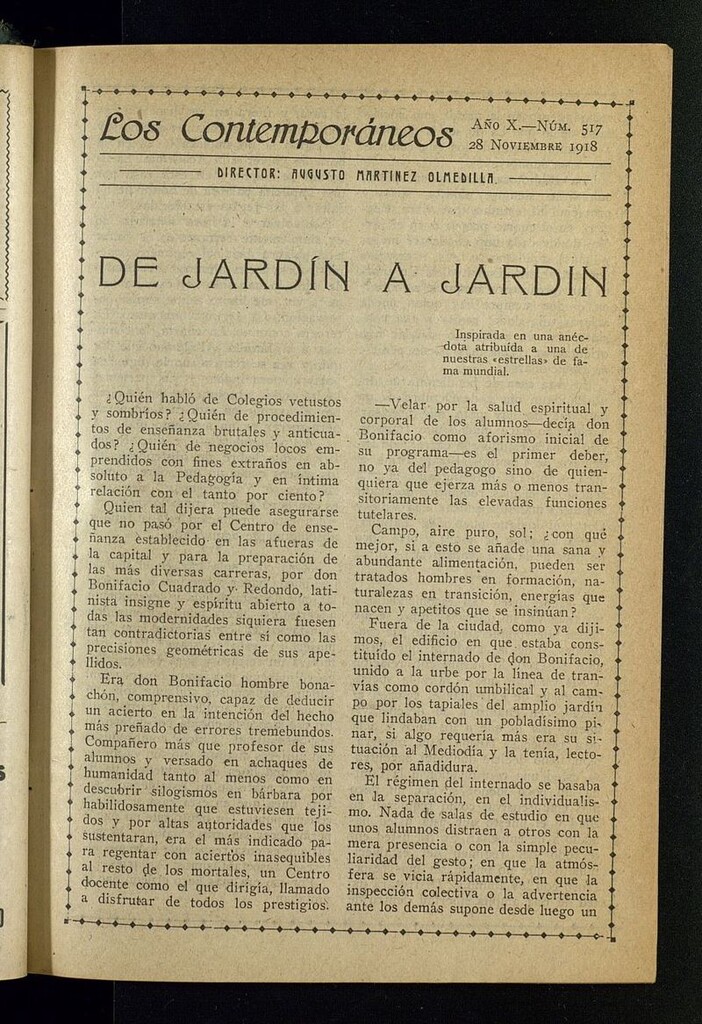 Los Contemporáneos
Año X.—Núm. 517
28 Noviembre 1918
DIRECTOR: AUGUSTO MARTINEZ OLMEDILLA.
DE JARDÍN A JARDIN
Inspirada en una anéc-
dota atribuída a una de
nuestras «estrellas» de fa-
ma mundial.
¿Quién habló de Colegios vetustos
y sombríos? ¿Quién de procedimien-
tos de enseñanza brutales y anticua-
dos? ¿Quién de negocios locos em-
prendidos con fines extraños en ab-
soluto a la Pedagogía y en íntima
relación con el tanto por ciento?
Quien tal dijera puede asegurarse
que no pasó por el Centro de ense-
ñanza establecido en las afueras de
la capital y para la preparación de
las más diversas carreras, por don
Bonifacio Cuadrado y Redondo, lati-
nista insigne y espíritu abierto a to-
das las modernidades siquiera fuesen
tan contradictorias entre sí como las
precisiones geométricas de sus ape-
llidos.
Era don Bonifacio hombre bona-
chón, comprensivo, capaz de deducir
un acierto en la intención del hecho
más preñado de errores tremebundos.
Compañero más que profesor de sus
alumnos y versado en achaques de
humanidad tanto al menos como en
descubrir silogismos en bárbara por
habilidosamente que estuviesen teji-
dos y por altas autoridades que los
sustentaran, era el más indicado pa-
ra regentar con aciertos inasequibles
al resto de los mortales, un Centro
docente como el que dirigía, llamado
a disfrutar de todos los prestigios.
—Velar por la salud espiritual y
corporal de los alumnos—decía don
Bonifacio como aforismo inicial de
su programa—es el primer deber,
no ya del pedagogo sino de quien-
quiera que ejerza más o menos tran-
sitoriamente las elevadas funciones
tutelares.
Campo, aire puro, sol; ¿con qué
mejor, si a esto se añade una sana y
abundante alimentación, pueden ser
tratados hombres en formación, na-
turalezas en transición, energías que
nacen y apetitos que se insinúan?
Fuera de la ciudad, como ya diji-
mos, el edificio en que estaba cons-
tituído el internado de don Bonifacio,
unido a la urbe por la línea de tran-
vías como cordón umbilical y al cam-
po por los tapiales del amplio jardín
que lindaban con un pobladísimo pi-
nar, si algo requería más era su si-
tuación al Mediodía y la tenía, lecto-
res, por añadidura.
El régimen del internado se basaba
en la separación, en el individualis-
mo. Nada de salas de estudio en que
unos alumnos distraen a otros con la
mera presencia o con la simple pecu-
liaridad del gesto; en que la atmós-
fera se vicia rápidamente, en que la
inspección colectiva o la advertencia
ante los demás supone desde luego un